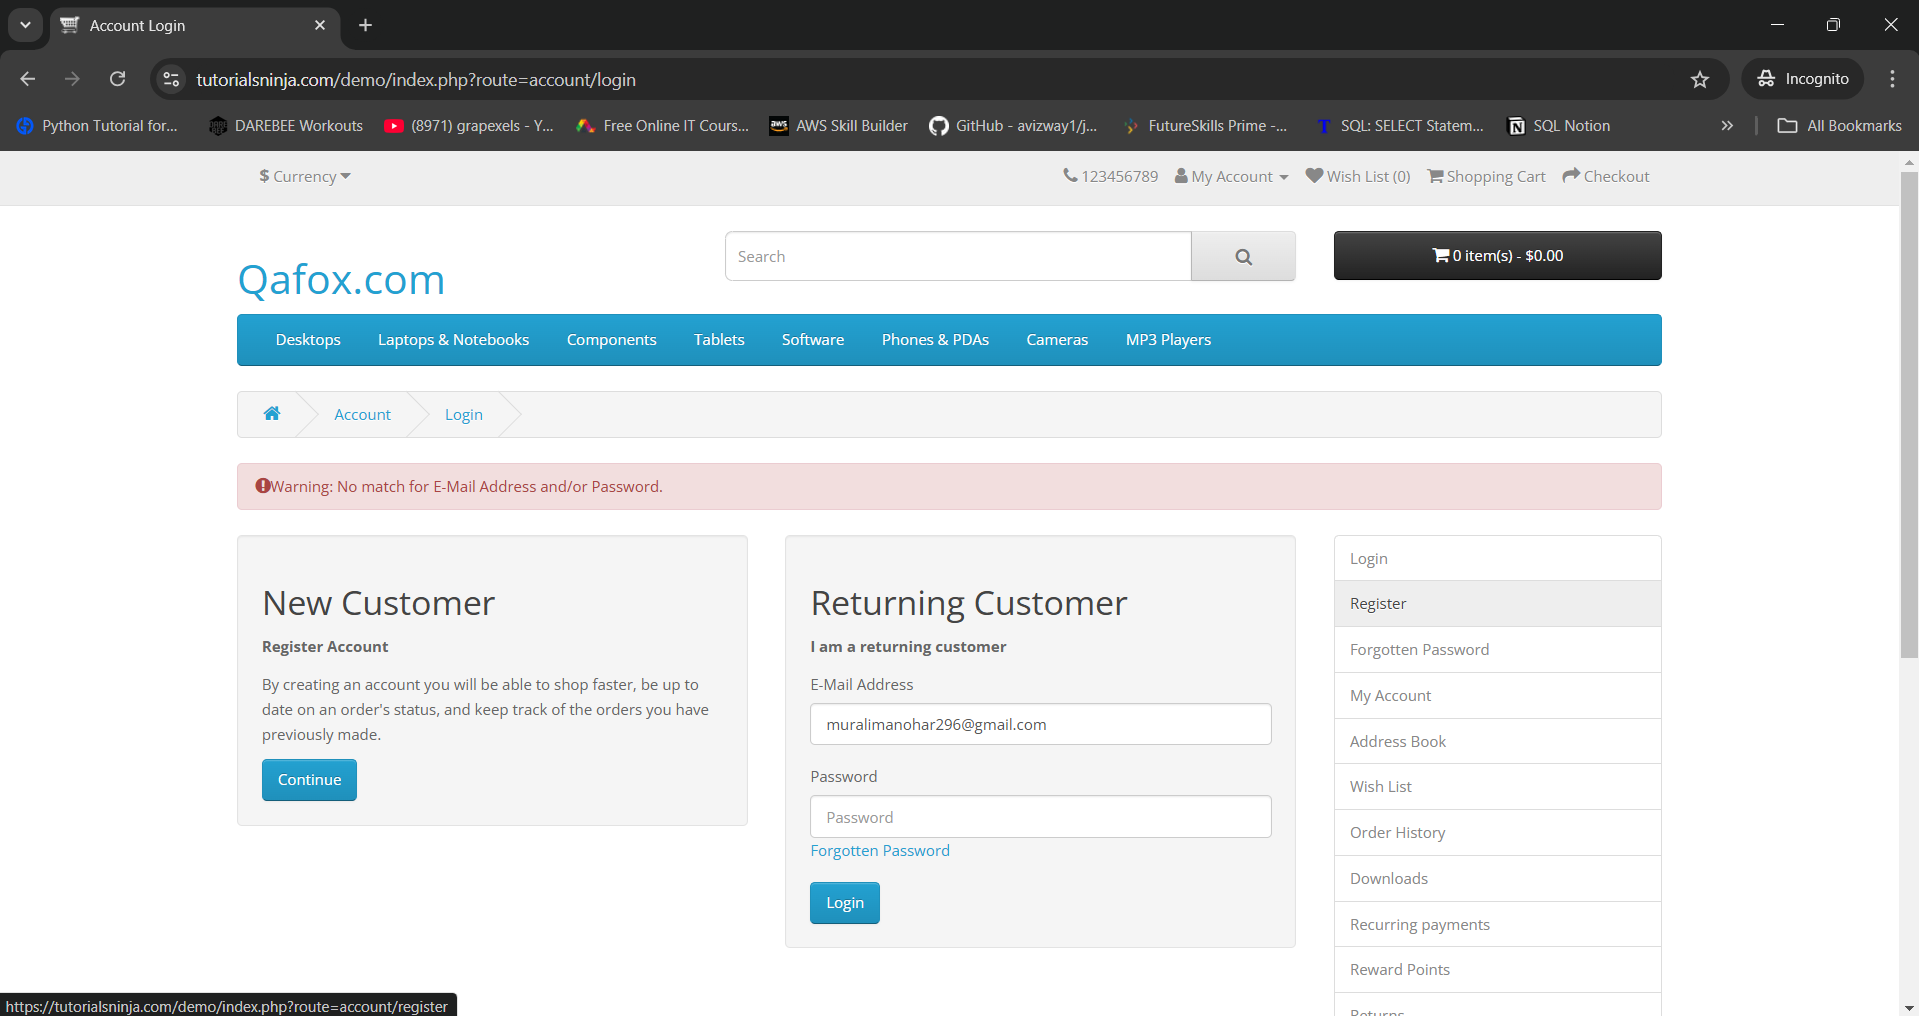 Account Login
tutorialsninja.com/demo/index.php?route=account/login
Incognito
Python Tutorial for...
DAREBEE Workouts
(8971) grapexels - Y...
Free Online IT Cours...
aws
AWS Skill Builder
GitHub - avizway1/j...
FutureSkills Prime -...
T
SQL: SELECT Statem...
SQL Notion
»
All Bookmarks
$ Currency
123456789
My Account
Wish List (0)
Shopping Cart
Checkout
Qafox.com
Search
0 item(s) - $0.00
Desktops
Laptops & Notebooks
Components
Tablets
Software
Phones & PDAs
Cameras
MP3 Players
Account
Login
Warning: No match for E-Mail Address and/or Password.
New Customer
Register Account
By creating an account you will be able to shop faster, be up to
date on an order's status, and keep track of the orders you have
previously made.
Continue
Returning Customer
I am a returning customer
E-Mail Address
muralimanohar296@gmail.com
Password
Password
Forgotten Password
Login
Login
Register
Forgotten Password
My Account
Address Book
Wish List
Order History
Downloads
Recurring payments
Reward Points
Returns
https://tutorialsninja.com/demo/index.php?route=account/register